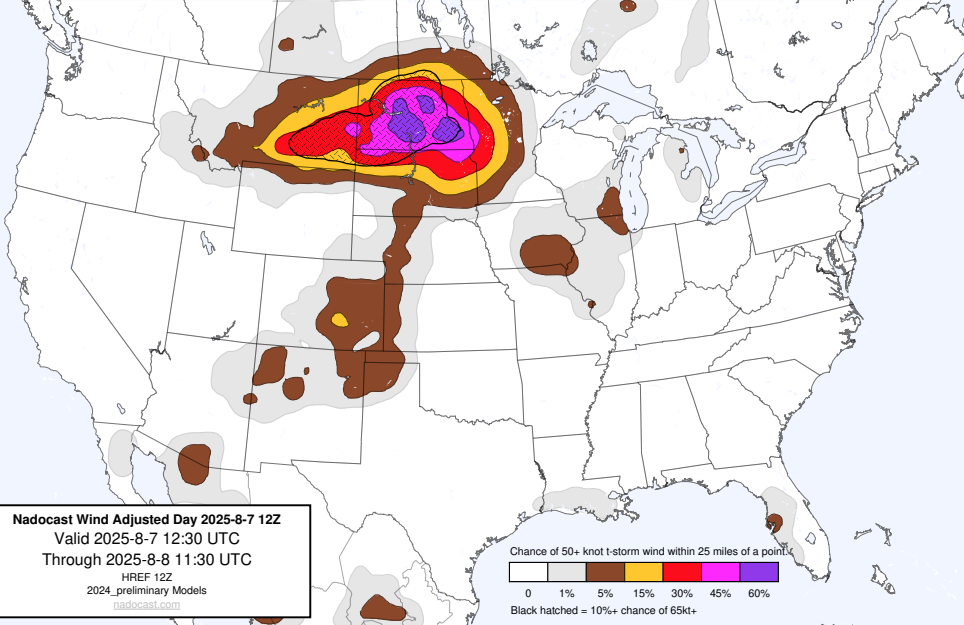 Nadocast Wind Adjusted Day 2025-8-7 12Z
Valid 2025-8-7 12:30 UTC
Through 2025-8-8 11:30 UTC
HREF 12Z
2024_preliminary Models
nadocast.com
Chance of 50+ knot t-storm wind within 25 miles of a point.
0 1% 5% 15% 30% 45% 60%
Black hatched = 10%+ chance of 65kt+